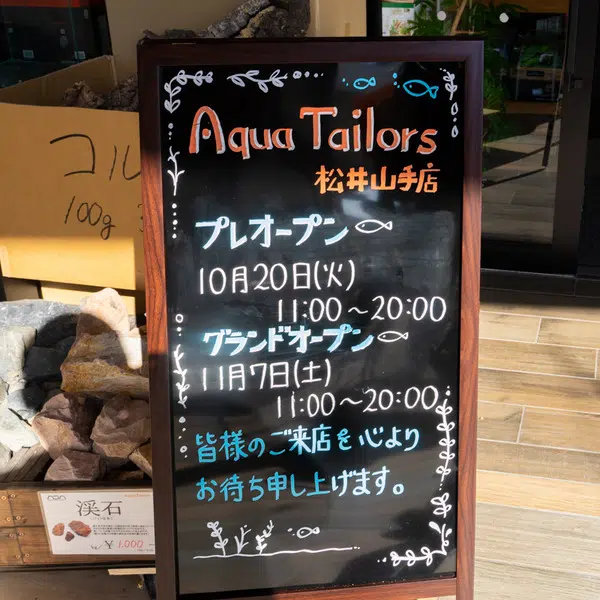 Aqua Tailors
松井山手店
プレオープン
10月20日(火)
11:00～20:00
グランドオープン
11月7日(土)
11:00～20:00
皆様のご来店を心より
お待ち申し上げます。
コル
100g
渓石